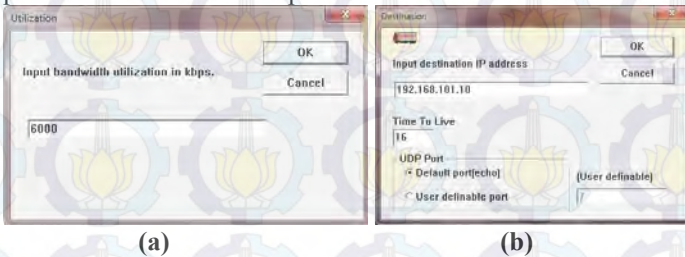 Utilization
OK
Input bandwidth utilization in kbps.
Cancel
6000
(a)
Destination
OK
Input destination IP address
Cancel
192.168.101.10
Time To Live
16
UDP Port
Default port(echo)
(User definable)
User definable port
7
(b)